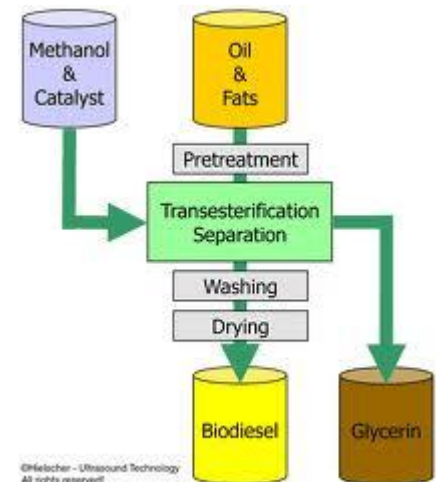 Methanol
&
Catalyst
Oil
&
Fats
Pretreatment
Transesterification
Separation
Washing
Drying
Biodiesel
Glycerin
©Hielscher - Ultrasound Technology
All rights reserved!